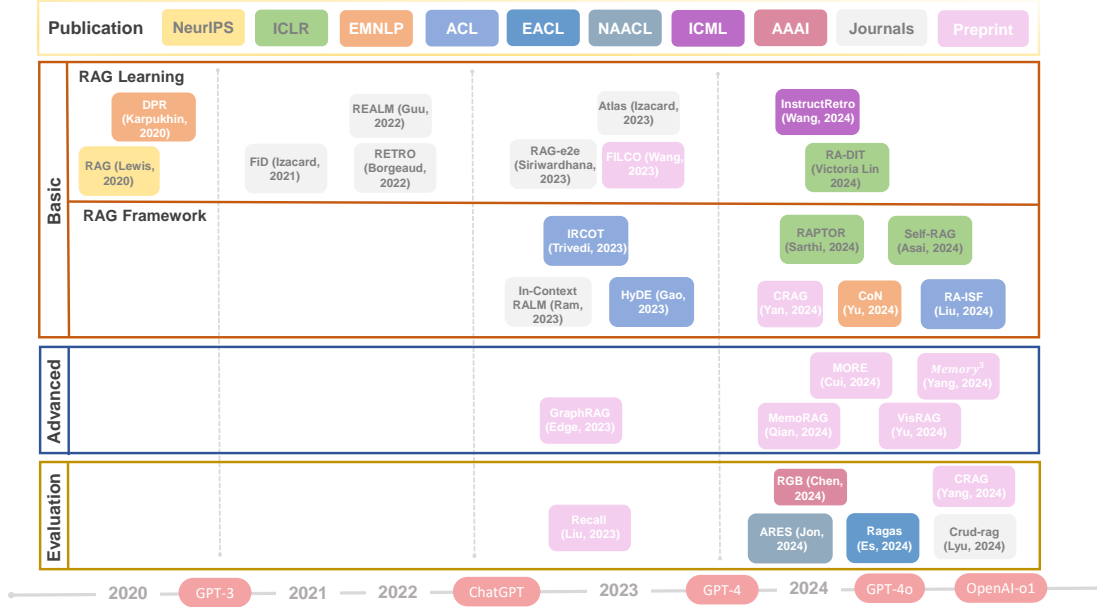 Publication
NeurIPS
ICLR
EMNLP
ACL
EACL
NAACL
ICML
AAAI
Journals
Preprint
Basic
RAG Learning
DPR
(Karpukhin,
2020)
REALM (Guu,
2022)
Atlas (Izacard,
2023)
InstructRetro
(Wang, 2024)
RAG (Lewis,
2020)
FiD (Izacard,
2021)
RETRO
(Borgeaud,
2022)
RAG-e2e
(Siriwardhana,
2023)
FILCO (Wang,
2023)
RA-DIT
(Victoria Lin
2024)
RAG Framework
IRCOT
(Trivedi, 2023)
RAPTOR
(Sarthi, 2024)
Self-RAG
(Asai, 2024)
In-Context
RALM (Ram,
2023)
HyDE (Gao,
2023)
CRAG
(Yan, 2024)
CoN
(Yu, 2024)
RA-ISF
(Liu, 2024)
Advanced
MORE
(Cui, 2024)
Memory³
(Yang, 2024)
GraphRAG
(Edge, 2023)
MemoRAG
(Qian, 2024)
VisRAG
(Yu, 2024)
Evaluation
RGB (Chen,
2024)
CRAG
(Yang, 2024)
Recall
(Liu, 2023)
ARES (Jon,
2024)
Ragas
(Es, 2024)
Crud-rag
(Lyu, 2024)
2020
GPT-3
2021
2022
ChatGPT
2023
GPT-4
2024
GPT-4o
OpenAI-o1